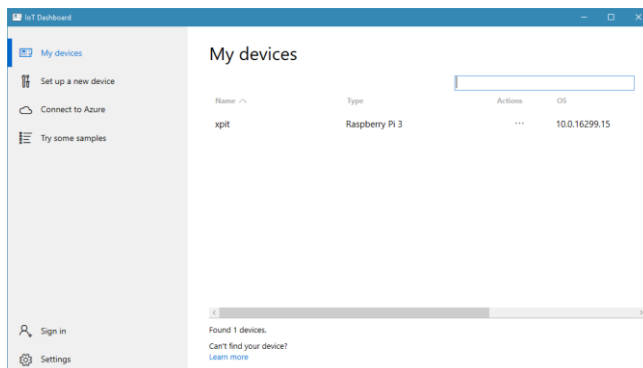 IoT Dashboard
My devices
Set up a new device
Connect to Azure
Try some samples
Sign in
Settings
My devices
Name Type Actions OS
xpit Raspberry Pi 3 ... 10.0.16299.15
Found 1 devices.
Can't find your device?
Learn more